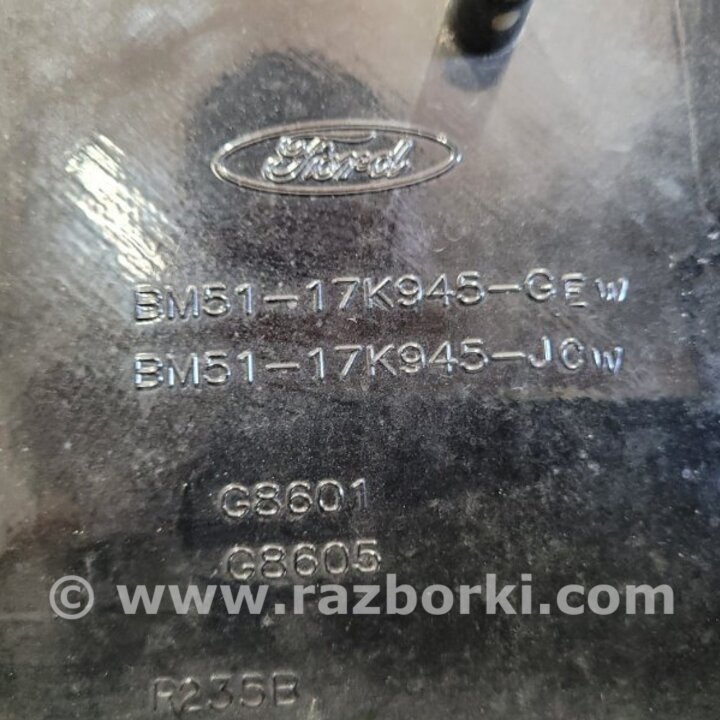 Ford
BM51-17K945-GEW
BM51-17K945-JCW
G8601
G8605
© www.razborki.com
R235B